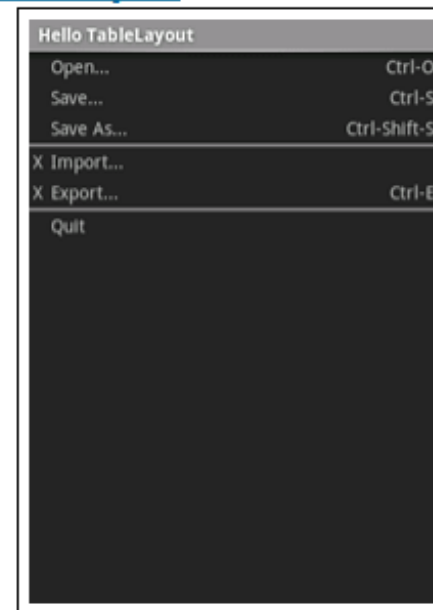 Hello TableLayout
Open... Ctrl-O
Save... Ctrl-S
Save As... Ctrl-Shift-S
X Import...
X Export... Ctrl-E
Quit